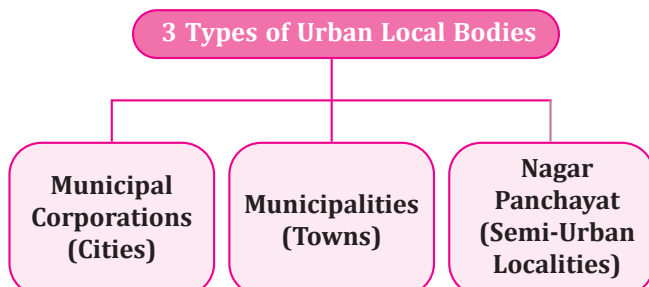 3 Types of Urban Local Bodies
Municipal
Corporations
(Cities)
Municipalities
(Towns)
Nagar
Panchayat
(Semi-Urban
Localities)